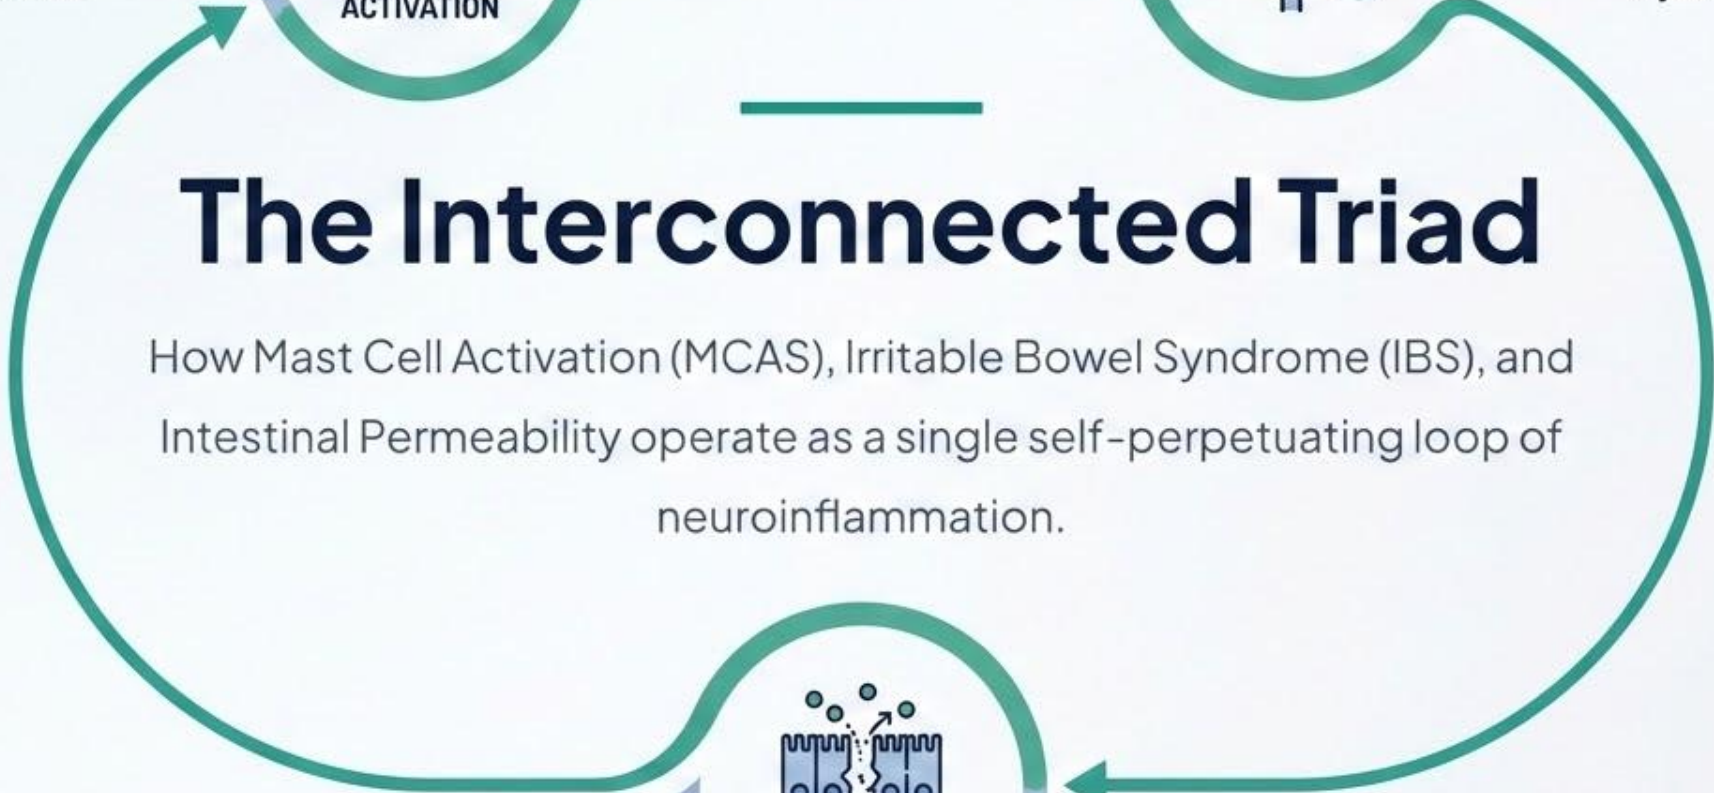 ACTIVATION
The Interconnected Triad
How Mast Cell Activation (MCAS), Irritable Bowel Syndrome (IBS), and
Intestinal Permeability operate as a single self-perpetuating loop of
neuroinflammation.